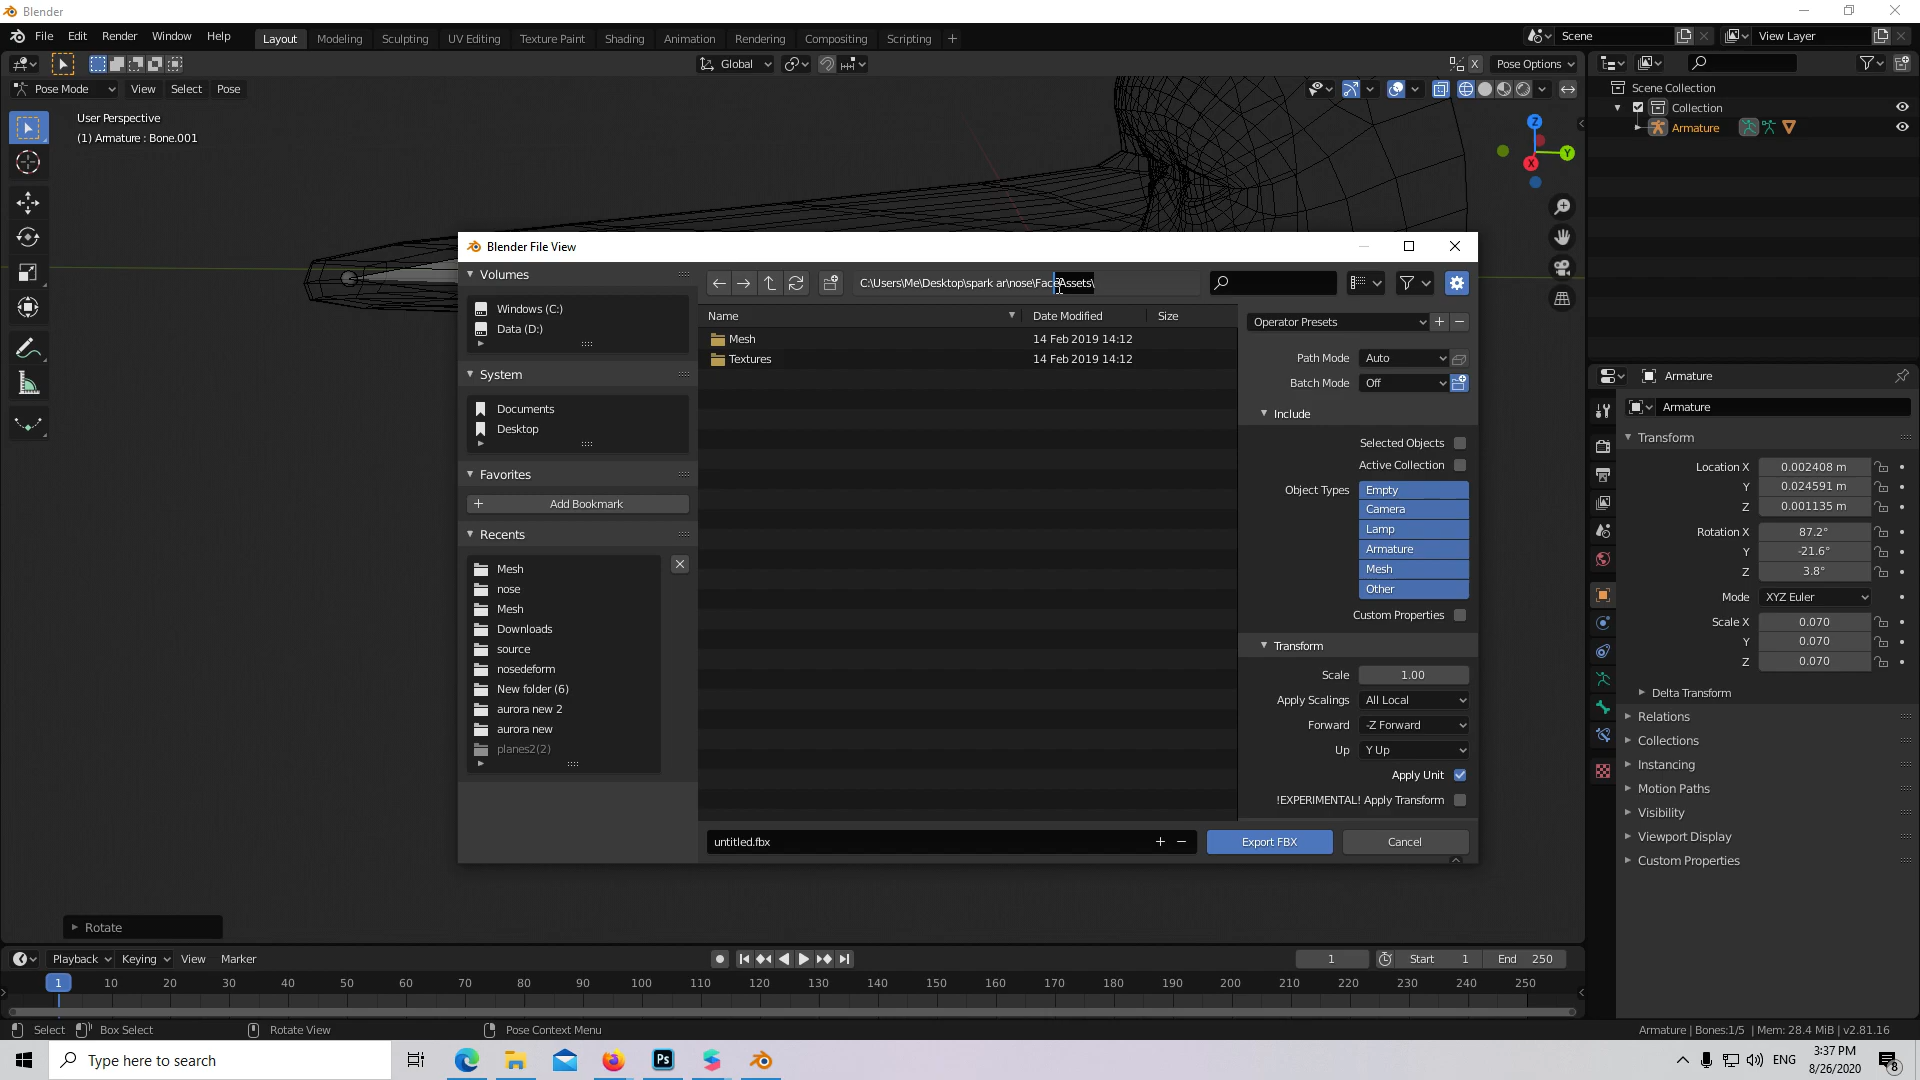 Blender
File Edit Render Window Help
Layout Modeling Sculpting UV Editing Texture Paint Shading Animation Rendering Compositing Scripting +
Scene View Layer
Global
Pose Options
X
Pose Mode View Select Pose
User Perspective
(1) Armature : Bone.001
Z
Y
X
Scene Collection
Collection
Armature
Blender File View
Volumes
Windows (C:)
Data (D:)
System
Documents
Desktop
Favorites
Add Bookmark
Recents
Mesh
nose
Mesh
Downloads
source
nosedeform
New folder (6)
aurora new 2
aurora new
planes2(2)
C:\Users\Me\Desktop\spark ar\nose\FaceAssets\
Name Date Modified Size
Mesh 14 Feb 2019 14:12
Textures 14 Feb 2019 14:12
untitled.fbx
Export FBX
Cancel
Operator Presets
Path Mode Auto
Batch Mode Off
Include
Selected Objects
Active Collection
Object Types Empty
Camera
Lamp
Armature
Mesh
Other
Custom Properties
Transform
Scale 1.00
Apply Scalings All Local
Forward -Z Forward
Up Y Up
Apply Unit
!EXPERIMENTAL! Apply Transform
Armature
Armature
Transform
Location X 0.002408 m
Y 0.024591 m
Z 0.001135 m
Rotation X 87.2°
Y -21.6°
Z 3.8°
Mode XYZ Euler
Scale X 0.070
Y 0.070
Z 0.070
Delta Transform
Relations
Collections
Instancing
Motion Paths
Visibility
Viewport Display
Custom Properties
Rotate
Playback Keying View Marker
1 Start 1 End 250
1 10 20 30 40 50 60 70 80 90 100 110 120 130 140 150 160 170 180 190 200 210 220 230 240 250
Select Box Select Rotate View Pose Context Menu
Armature | Bones:1/5 | Mem: 28.4 MiB | v2.81.16
Type here to search
Ps
ENG
3:37 PM
8/26/2020
8